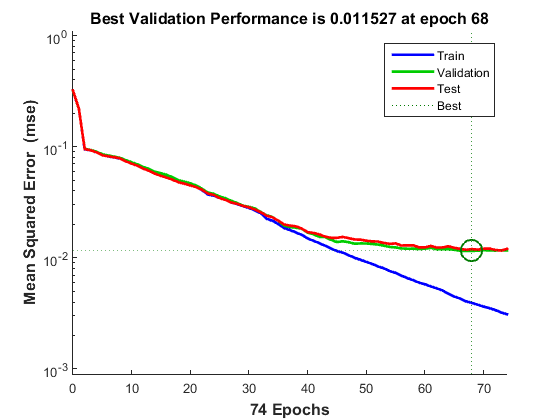 Best Validation Performance is 0.011527 at epoch 68
Mean Squared Error (mse)
10^0
10^-1
10^-2
10^-3
Train
Validation
Test
Best
0 10 20 30 40 50 60 70
74 Epochs